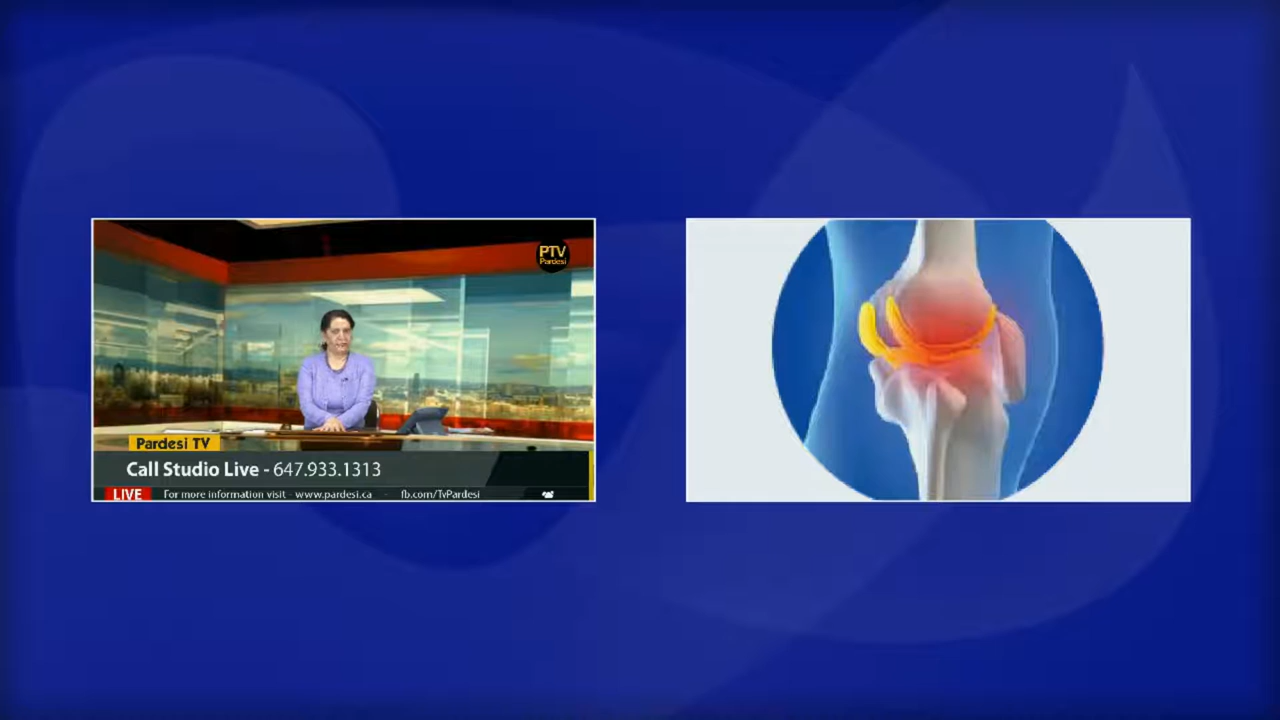 PTV
Pardesi
Pardesi TV
Call Studio Live - 647.933.1313
LIVE For more information visit - www.pardesi.ca - fb.com/TvPardesi